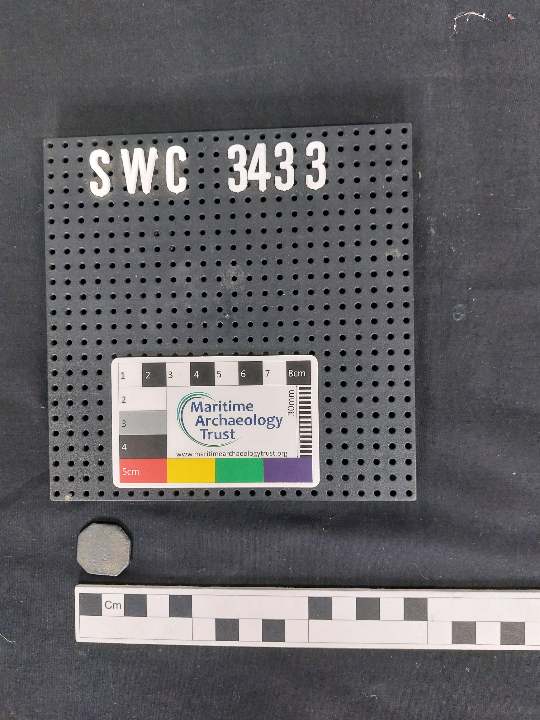 SWC 3433
1 2 3 4 5 6 7 8cm
2
3
4
5cm
30mm
Maritime
Archaeology
Trust
www.maritimearchaeologytrust.org
Cm